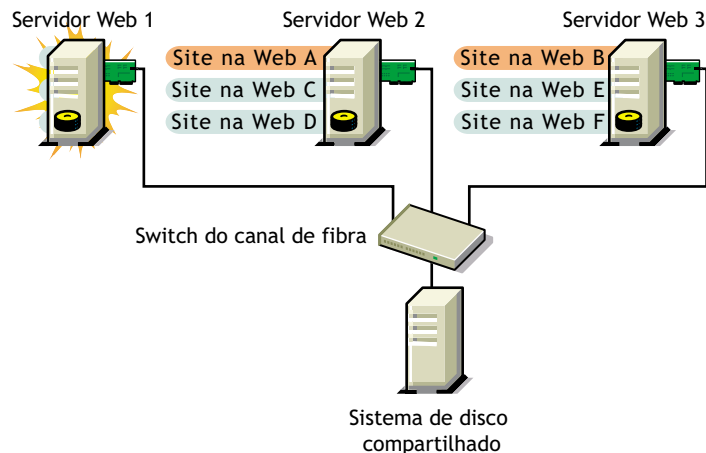 Servidor Web 1
Servidor Web 2
Servidor Web 3
Site na Web A
Site na Web B
Site na Web C
Site na Web E
Site na Web D
Site na Web F
Switch do canal de fibra
Sistema de disco
compartilhado